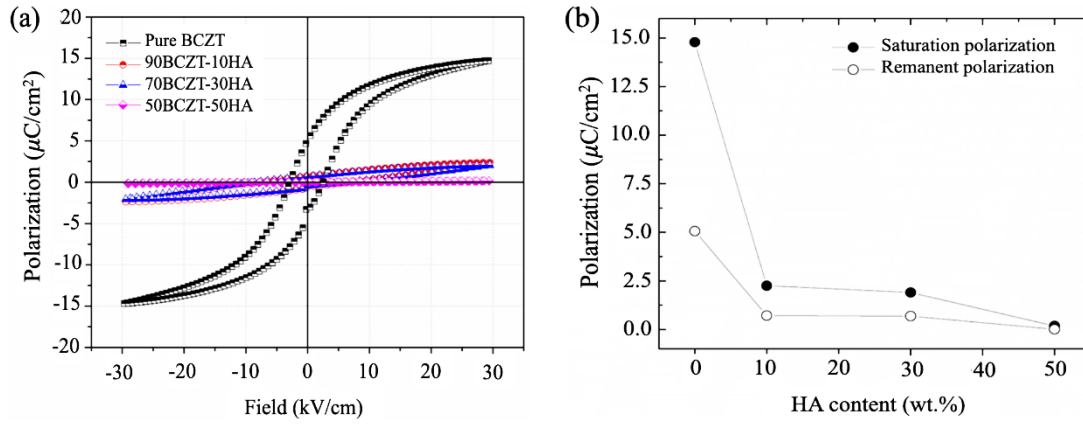 (a)
Polarization (μC/cm²)
20
15
10
5
0
-5
-10
-15
-20
Pure BCZT
90BCZT-10HA
70BCZT-30HA
50BCZT-50HA
-30
-20
-10
0
10
20
30
Field (kV/cm)
(b)
Polarization (μC/cm²)
15.0
12.5
10.0
7.5
5.0
2.5
0.0
Saturation polarization
Remanent polarization
0
10
20
30
40
50
HA content (wt.%)